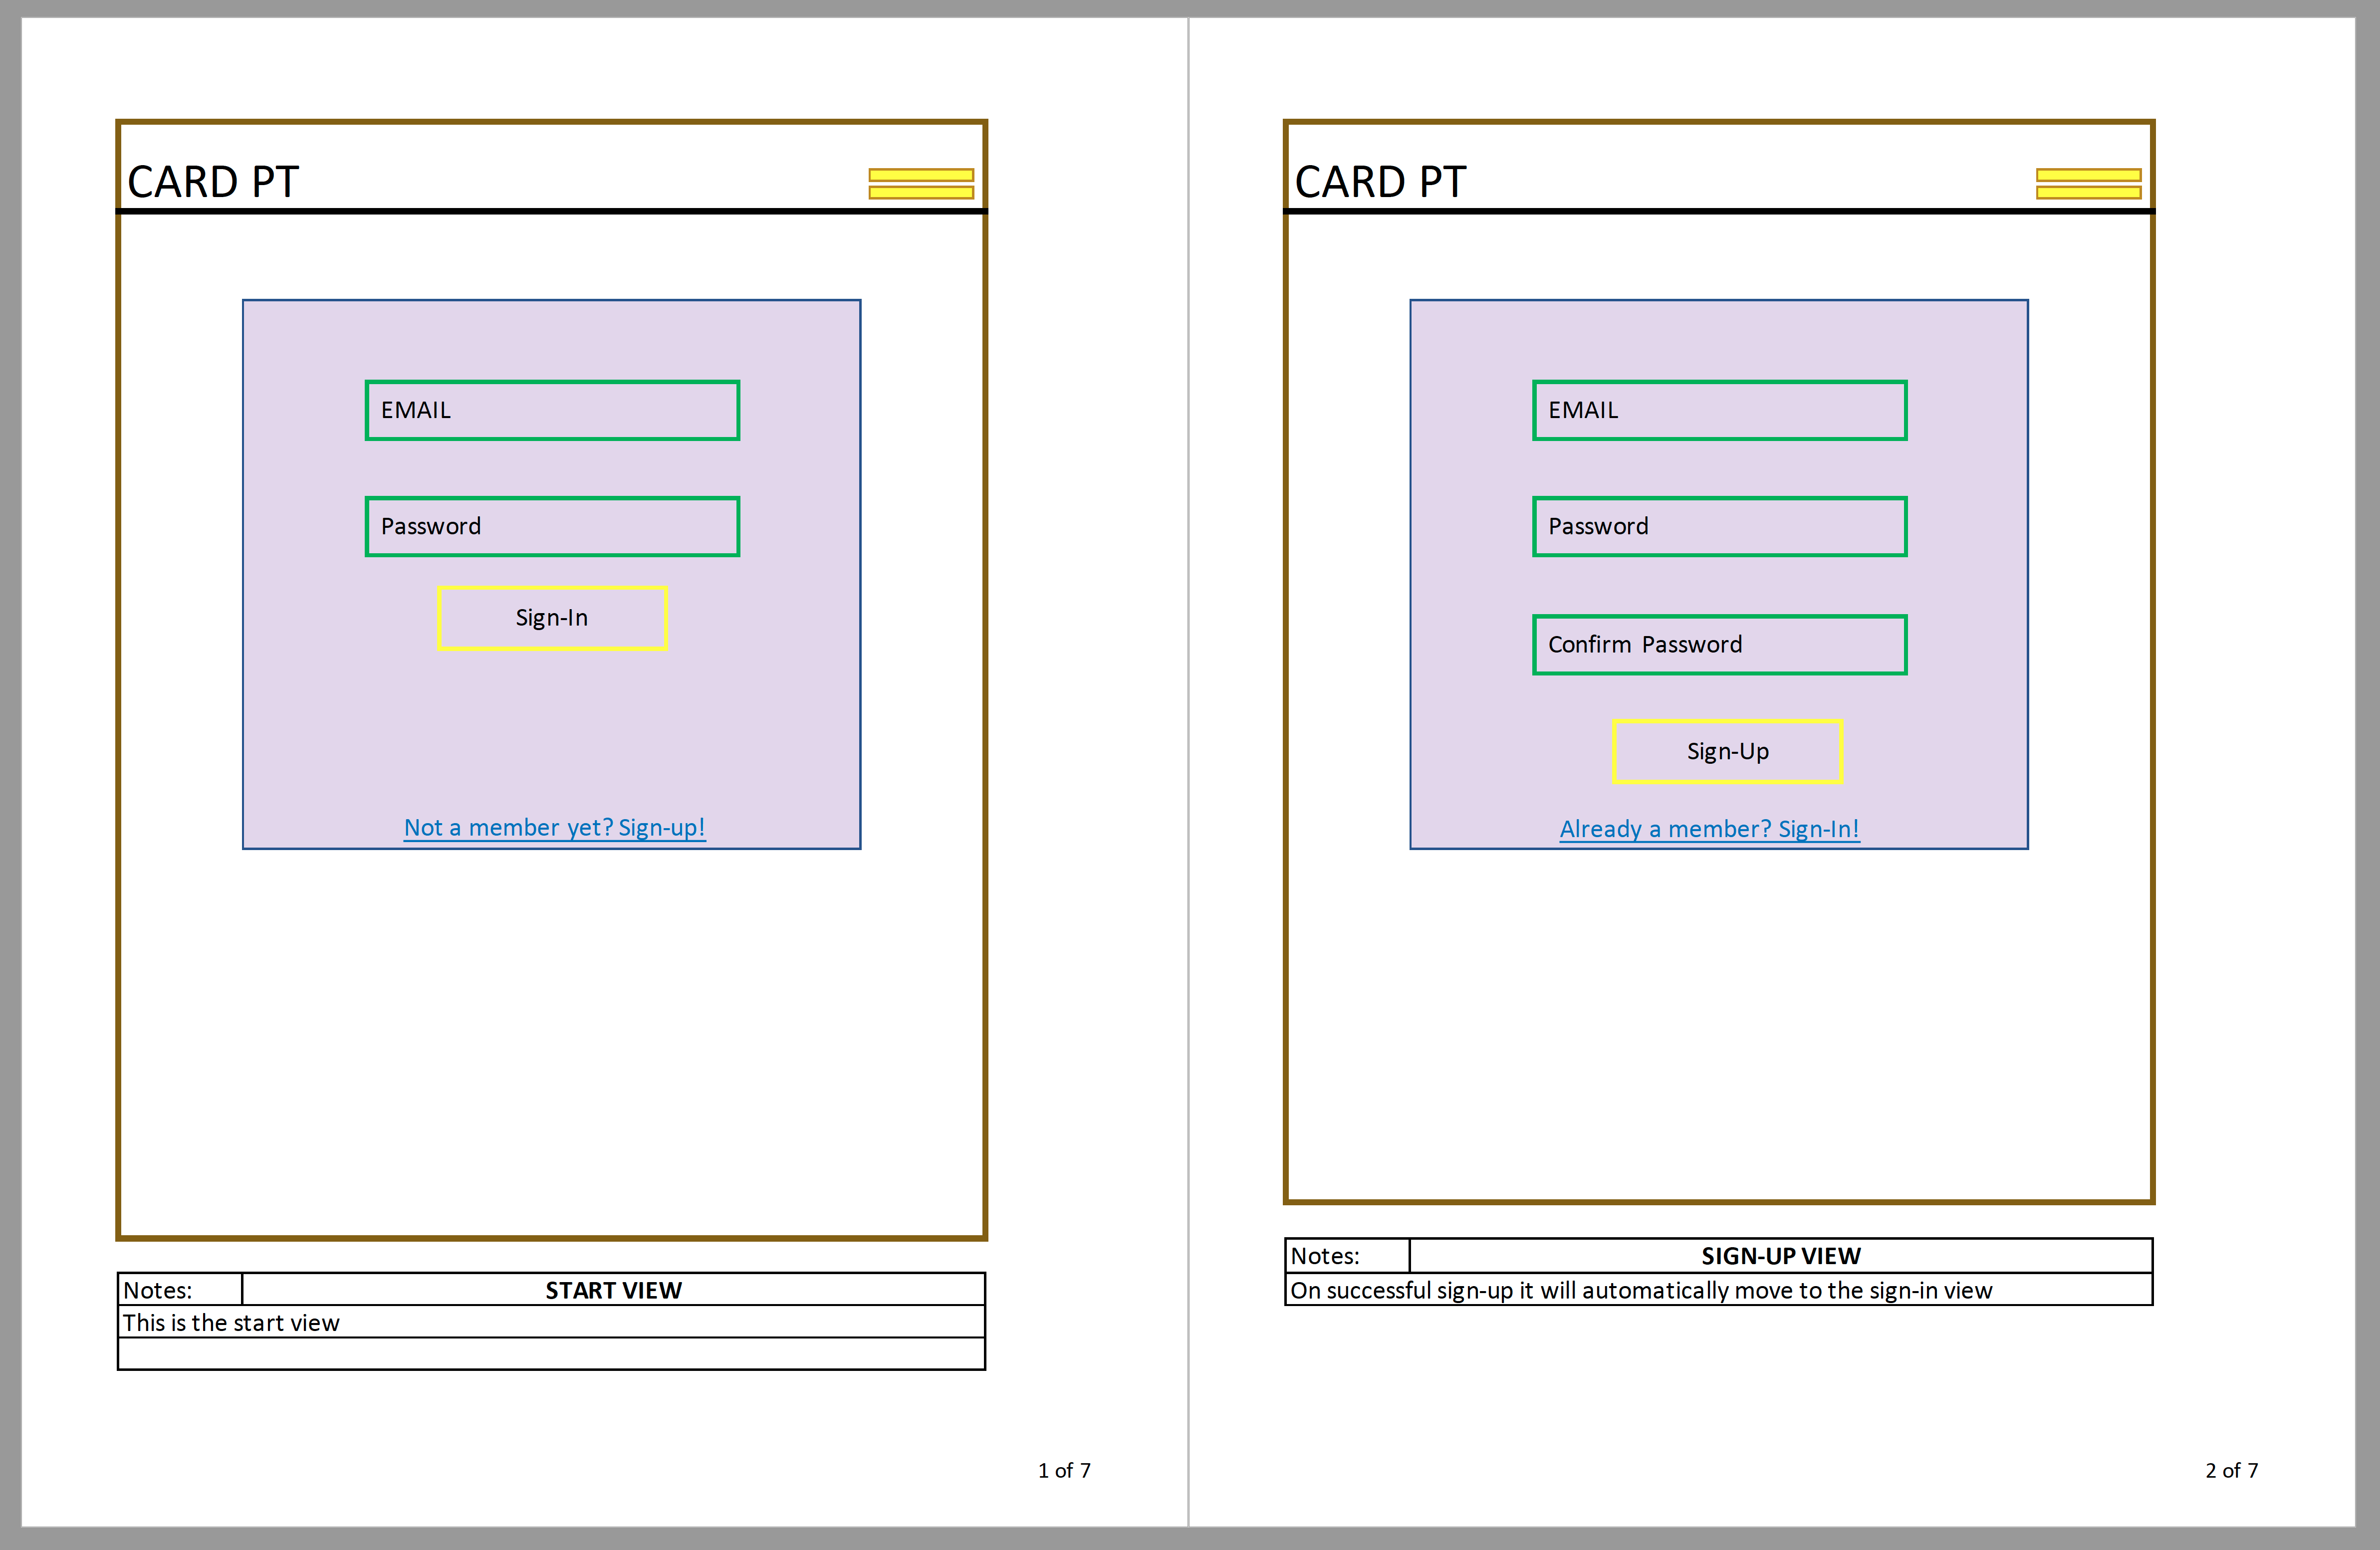 CARD PT
EMAIL
Password
Sign-In
Not a member yet? Sign-up!
Notes: START VIEW
This is the start view
1 of 7
CARD PT
EMAIL
Password
Confirm Password
Sign-Up
Already a member? Sign-In!
Notes: SIGN-UP VIEW
On successful sign-up it will automatically move to the sign-in view
2 of 7